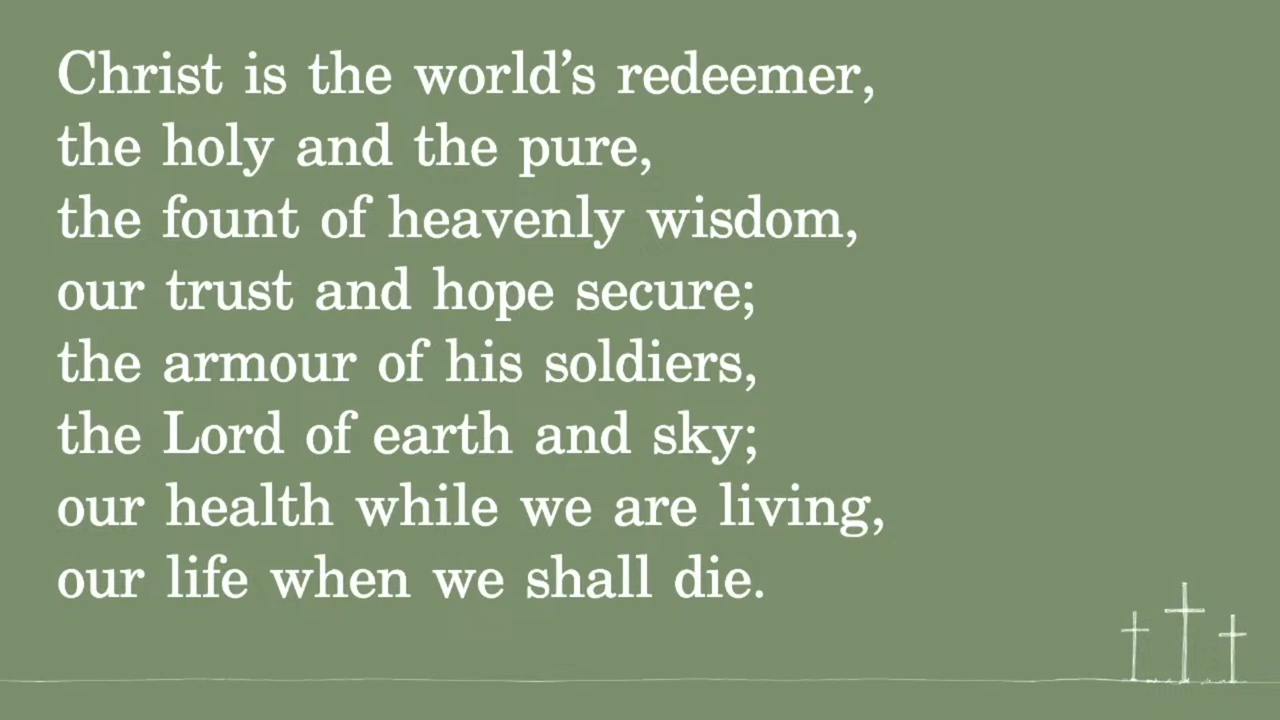 Christ is the world’s redeemer,
the holy and the pure,
the fount of heavenly wisdom,
our trust and hope secure;
the armour of his soldiers,
the Lord of earth and sky;
our health while we are living,
our life when we shall die.